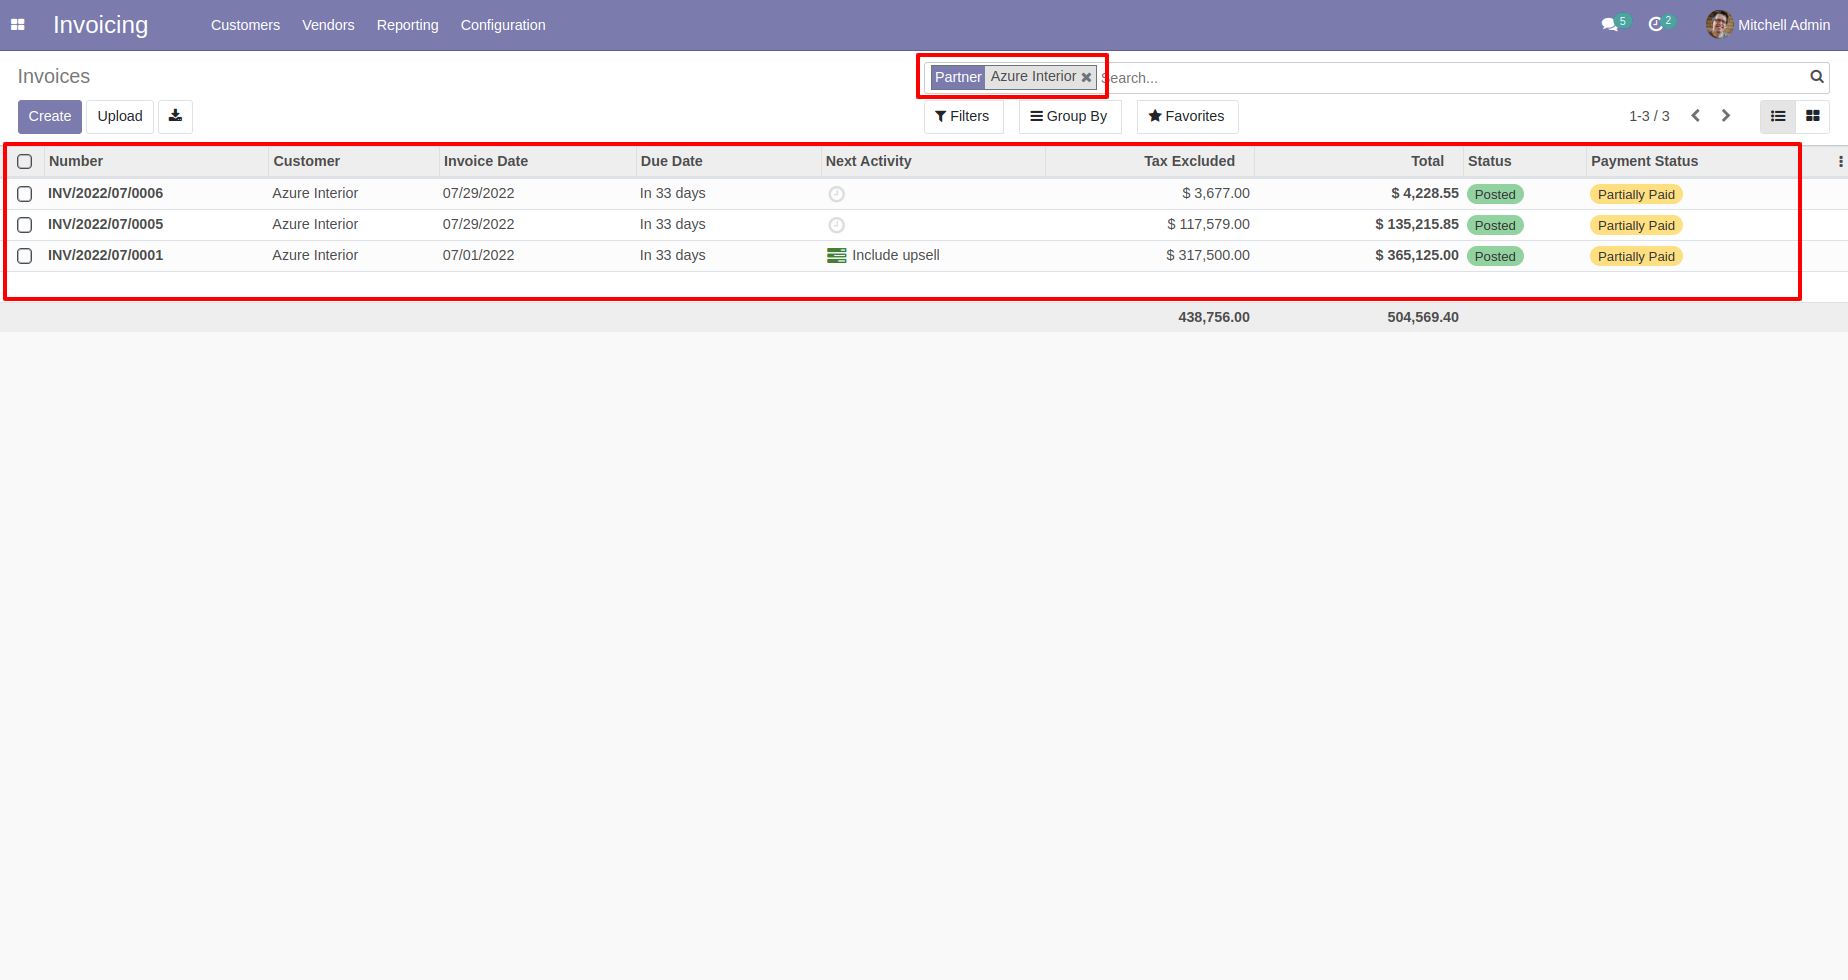 Invoicing Customers Vendors Reporting Configuration 5 2 Mitchell Admin
Invoices Partner Azure Interior Search...
Create Upload Filters Group By Favorites 1-3 / 3
Number Customer Invoice Date Due Date Next Activity Tax Excluded Total Status Payment Status
INV/2022/07/0006 Azure Interior 07/29/2022 In 33 days $ 3,677.00 $ 4,228.55 Posted Partially Paid
INV/2022/07/0005 Azure Interior 07/29/2022 In 33 days $ 117,579.00 $ 135,215.85 Posted Partially Paid
INV/2022/07/0001 Azure Interior 07/01/2022 In 33 days Include upsell $ 317,500.00 $ 365,125.00 Posted Partially Paid
438,756.00 504,569.40